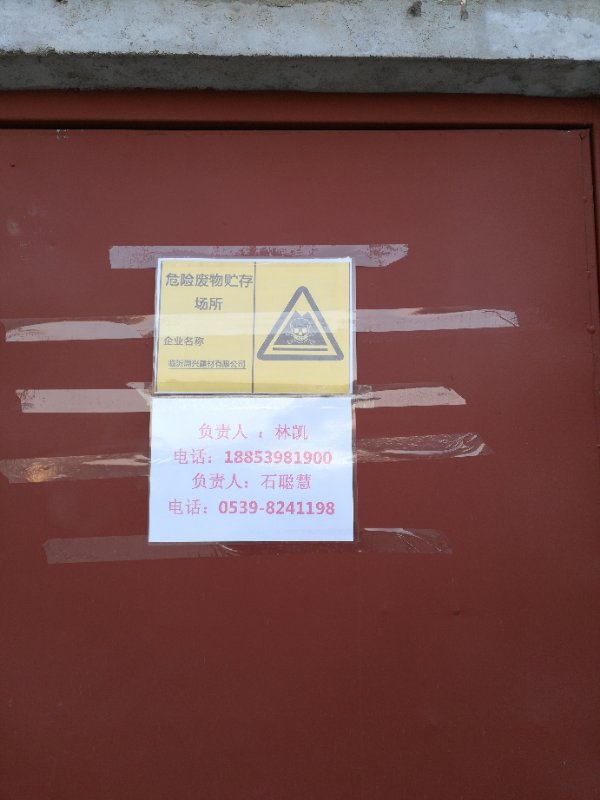 危险废物贮存
场所
企业名称
负责人 ：林凯
电话：18853981900
负责人：石聪慧
电话：0539-8241198